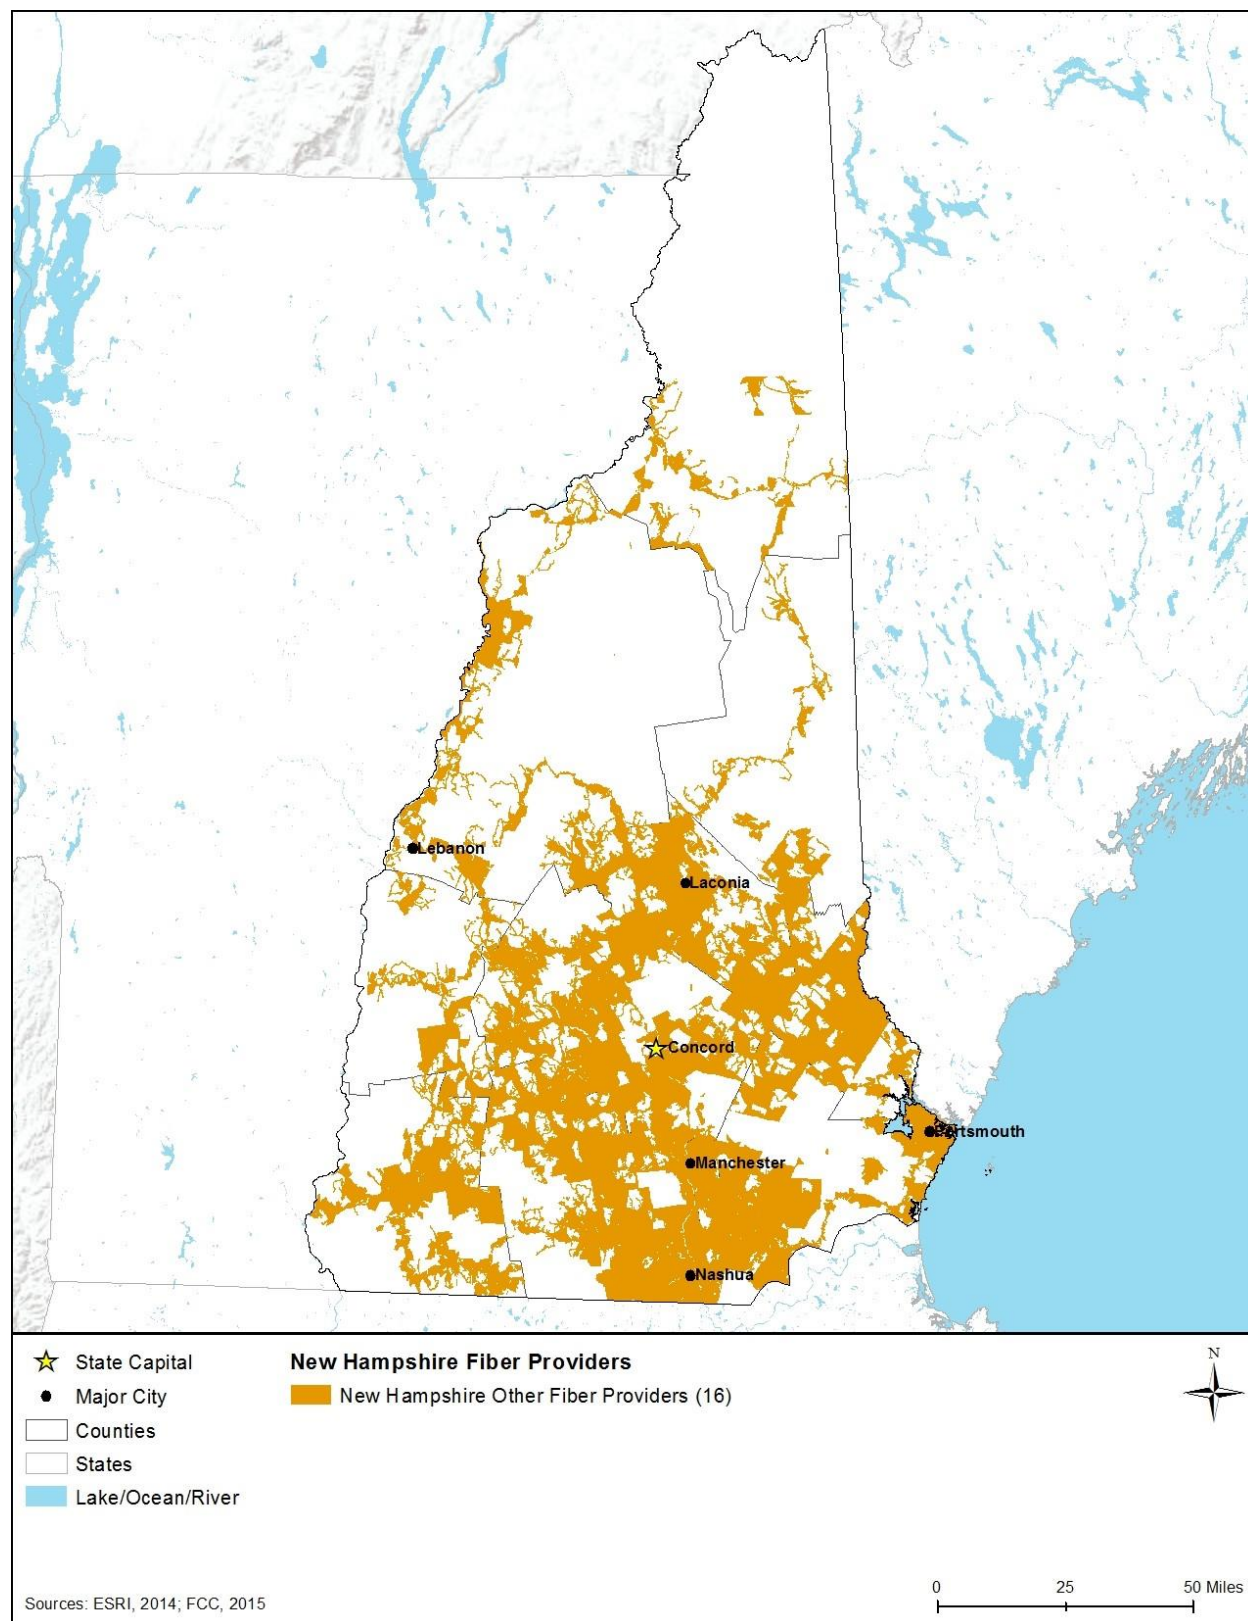 Lebanon
Laconia
Concord
Portsmouth
Manchester
Nashua
State Capital
Major City
Counties
States
Lake/Ocean/River
New Hampshire Fiber Providers
New Hampshire Other Fiber Providers (16)
N
0 25 50 Miles
Sources: ESRI, 2014; FCC, 2015